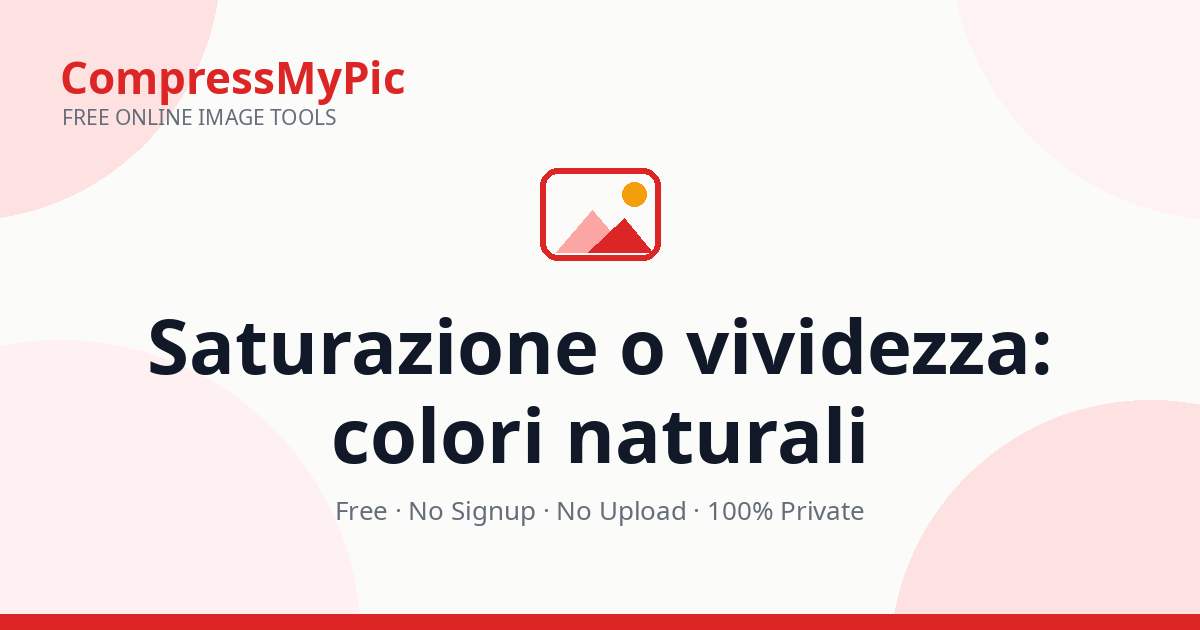 CompressMyPic
FREE ONLINE IMAGE TOOLS
Saturazione o vividezza:
colori naturali
Free · No Signup · No Upload · 100% Private